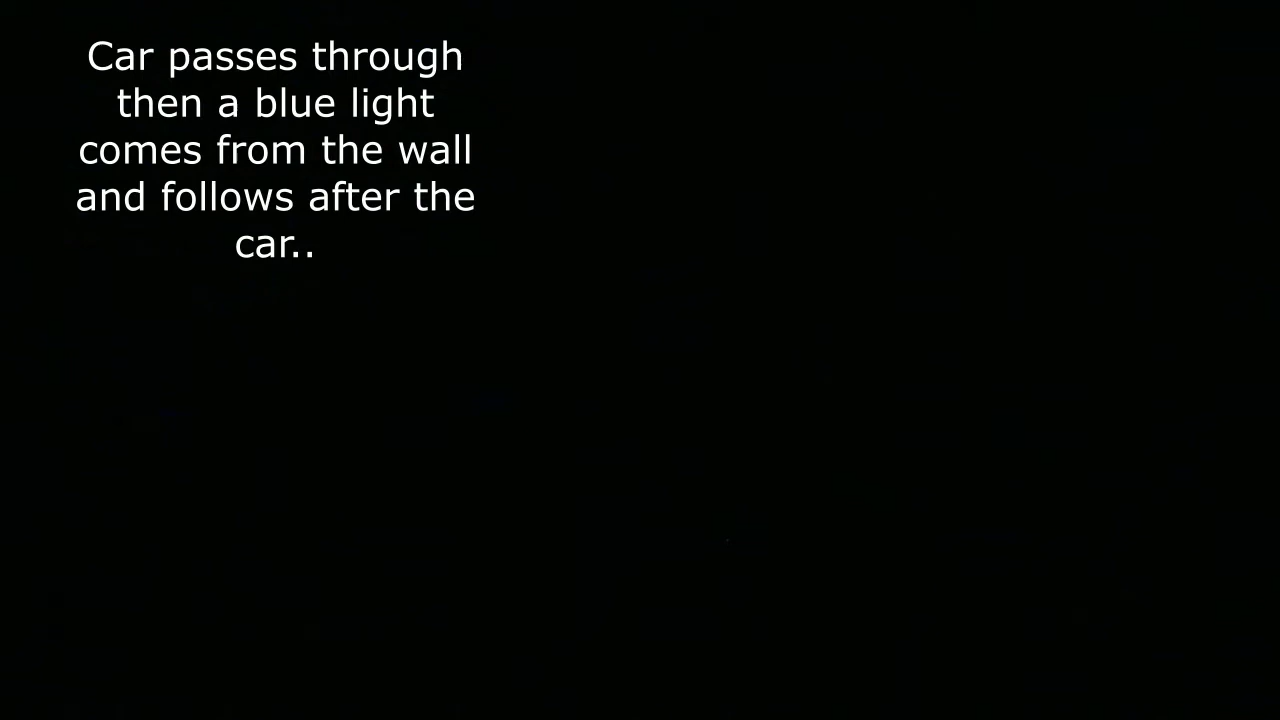 Car passes through
then a blue light
comes from the wall
and follows after the
car..